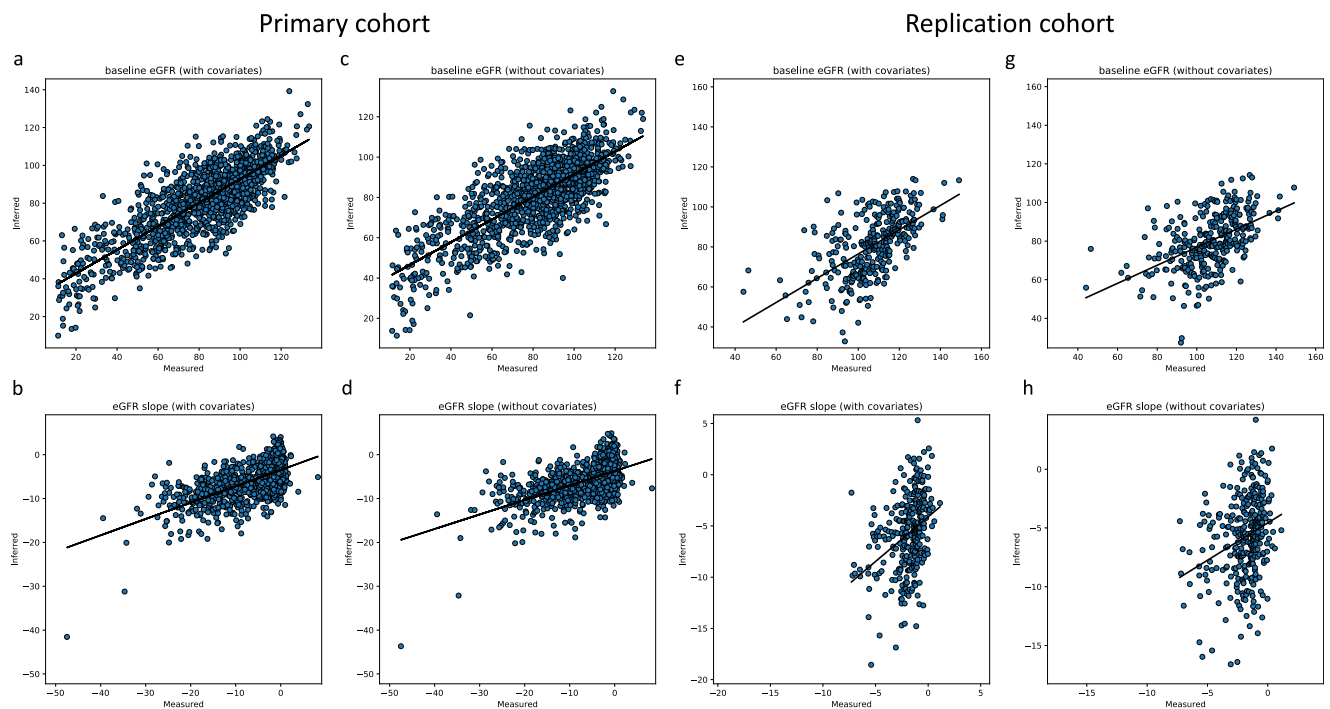 Primary cohort
Replication cohort
a
baseline eGFR (with covariates)
140
120
100
80
60
40
20
Inferred
20
40
60
80
100
120
Measured
c
baseline eGFR (without covariates)
120
100
80
60
40
20
Inferred
20
40
60
80
100
120
Measured
e
baseline eGFR (with covariates)
160
140
120
100
80
60
40
Inferred
40
60
80
100
120
140
160
Measured
g
baseline eGFR (without covariates)
160
140
120
100
80
60
40
Inferred
40
60
80
100
120
140
160
Measured
b
eGFR slope (with covariates)
0
−10
−20
−30
−40
−50
Inferred
−50
−40
−30
−20
−10
0
Measured
d
eGFR slope (without covariates)
0
−10
−20
−30
−40
−50
Inferred
−50
−40
−30
−20
−10
0
Measured
f
eGFR slope (with covariates)
5
0
−5
−10
−15
−20
Inferred
−20
−15
−10
−5
0
5
Measured
h
eGFR slope (without covariates)
0
−5
−10
−15
Inferred
−15
−10
−5
0
Measured